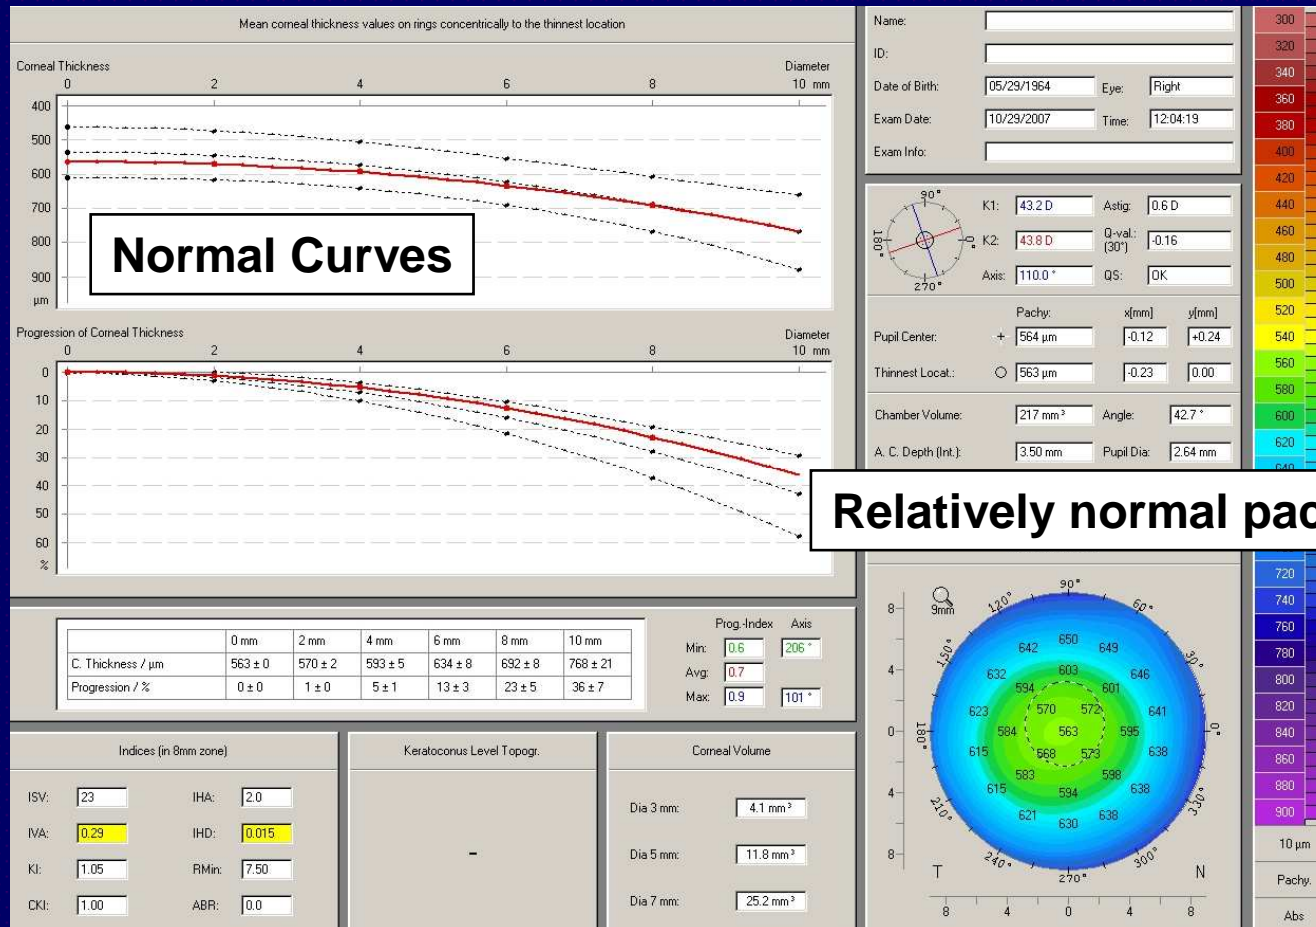 Mean corneal thickness values on rings concentrically to the thinnest location
Corneal Thickness
Diameter
0 2 4 6 8 10 mm
400
500
600
700
800
900
µm
Normal Curves
Progression of Corneal Thickness
Diameter
0 2 4 6 8 10 mm
0
10
20
30
40
50
60
%
0 mm 2 mm 4 mm 6 mm 8 mm 10 mm
C. Thickness / µm 563 ± 0 570 ± 2 593 ± 5 634 ± 8 692 ± 8 768 ± 21
Progression / % 0 ± 0 1 ± 0 5 ± 1 13 ± 3 23 ± 5 36 ± 7
Prog.-Index Axis
Min: 0.6 206 °
Avg: 0.7
Max: 0.9 101 °
Indices (in 8mm zone)
ISV: 23 IHA: 2.0
IVA: 0.29 IHD: 0.015
KI: 1.05 RMin: 7.50
CKI: 1.00 ABR: 0.0
Keratoconus Level Topogr.
-
Corneal Volume
Dia 3 mm: 4.1 mm³
Dia 5 mm: 11.8 mm³
Dia 7 mm: 25.2 mm³
Name:
ID:
Date of Birth: 05/29/1964 Eye: Right
Exam Date: 10/29/2007 Time: 12:04:19
Exam Info:
90°
180°
0°
270°
K1: 43.2 D Astig: 0.6 D
K2: 43.8 D Q-val.: (30°) -0.16
Axis: 110.0 ° QS: OK
Pachy: x[mm] y[mm]
Pupil Center: + 564 µm -0.12 +0.24
Thinnest Locat.: O 563 µm -0.23 0.00
Chamber Volume: 217 mm³ Angle: 42.7 °
A. C. Depth (Int.): 3.50 mm Pupil Dia: 2.64 mm
Relatively normal pac
9mm
90°
120° 60°
150° 30°
180° 0°
210° 330°
240° 300°
270°
8
4
0
4
8
650
642 649
632 603 646
594 601
623 570 572 641
584 563 595
615 568 573 638
583 598
615 594 638
621 630 638
T N
8 4 0 4 8
300
320
340
360
380
400
420
440
460
480
500
520
540
560
580
600
620
640
720
740
760
780
800
820
840
860
880
900
10 µm
Pachy.
Abs